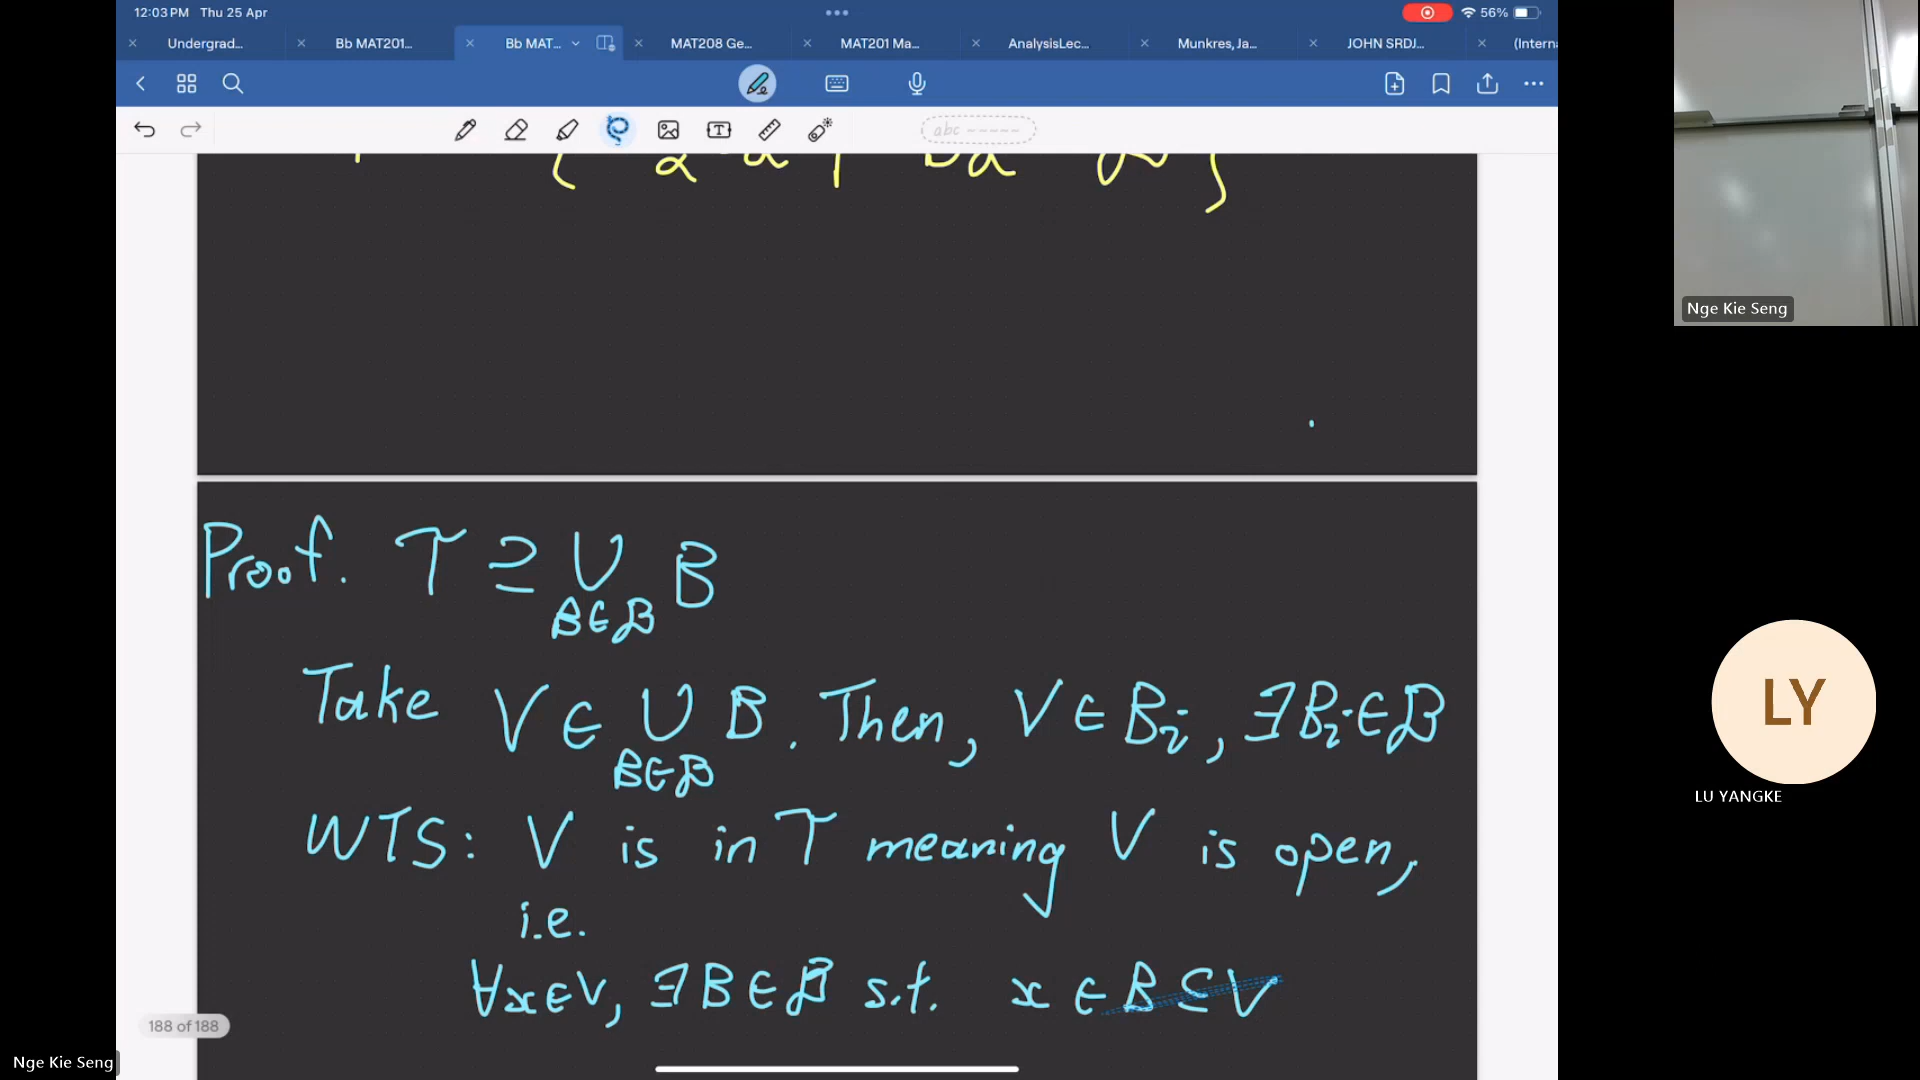 12:03 PM Thu 25 Apr
56%
Undergrad...
Bb MAT201...
Bb MAT...
MAT208 Ge...
MAT201 Ma...
AnalysisLec...
Munkres, Ja...
JOHN SRDJ...
(Intern
abc
Proof. 𝒯 ⊇ ∪ B
B∈ℬ
Take V ∈ ∪ B. Then, V ∈ Bᵢ, ∃Bᵢ∈ℬ
B∈ℬ
WTS: V is in 𝒯 meaning V is open,
i.e.
∀x∈V, ∃B∈ℬ s.t. x ∈ B ⊆ V
188 of 188
Nge Kie Seng
Nge Kie Seng
LY
LU YANGKE